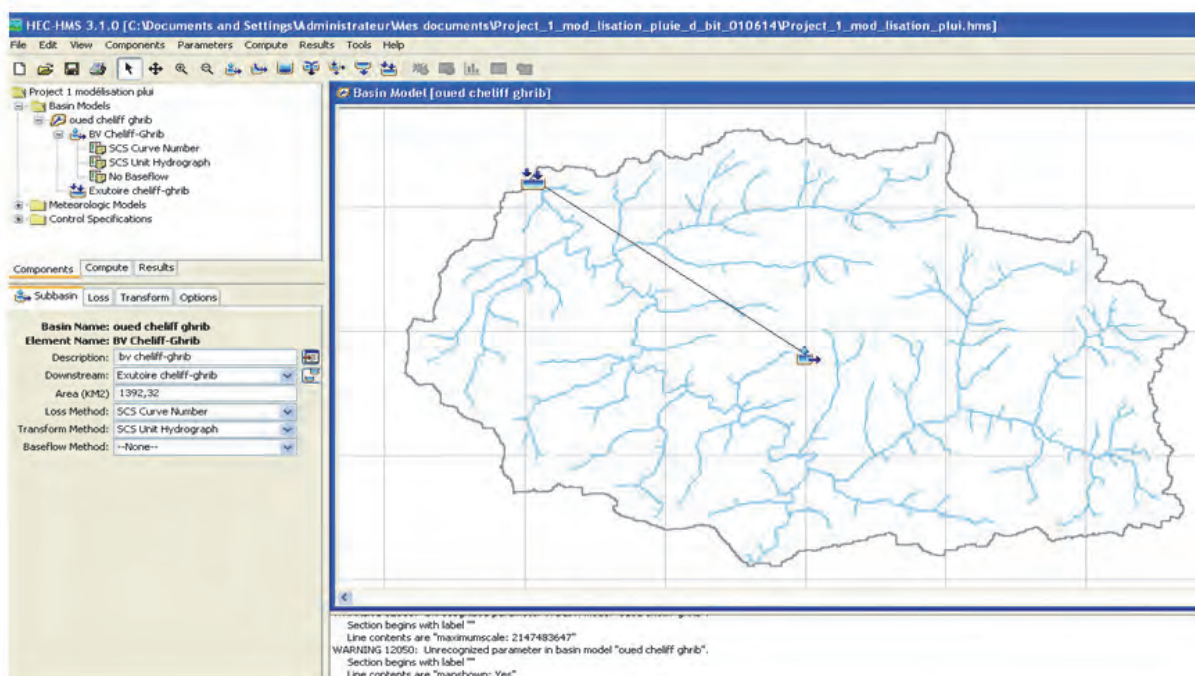 HEC-HMS 3.1.0 [C:\Documents and Settings\Administrateur\Mes documents\Project_1_mod_lisation_pluie_d_bit_010614\Project_1_mod_lisation_plui.hms]
File Edit View Components Parameters Compute Results Tools Help
Project 1 modélisation plui
Basin Models
oued cheliff ghrib
BV Cheliff-Ghrib
SCS Curve Number
SCS Unit Hydrograph
No Baseflow
Exutoire cheliff-ghrib
Meteorologic Models
Control Specifications
Components Compute Results
Subbasin Loss Transform Options
Basin Name: oued cheliff ghrib
Element Name: BV Cheliff-Ghrib
Description: bv cheliff-ghrib
Downstream: Exutoire cheliff-ghrib
Area (KM2) 1392,32
Loss Method: SCS Curve Number
Transform Method: SCS Unit Hydrograph
Baseflow Method: --None--
Basin Model [oued cheliff ghrib]
Section begins with label ""
Line contents are "maximumscale: 2147483647"
WARNING 12050: Unrecognized parameter in basin model "oued cheliff ghrib".
Section begins with label ""
Line contents are "mapshown: Yes"